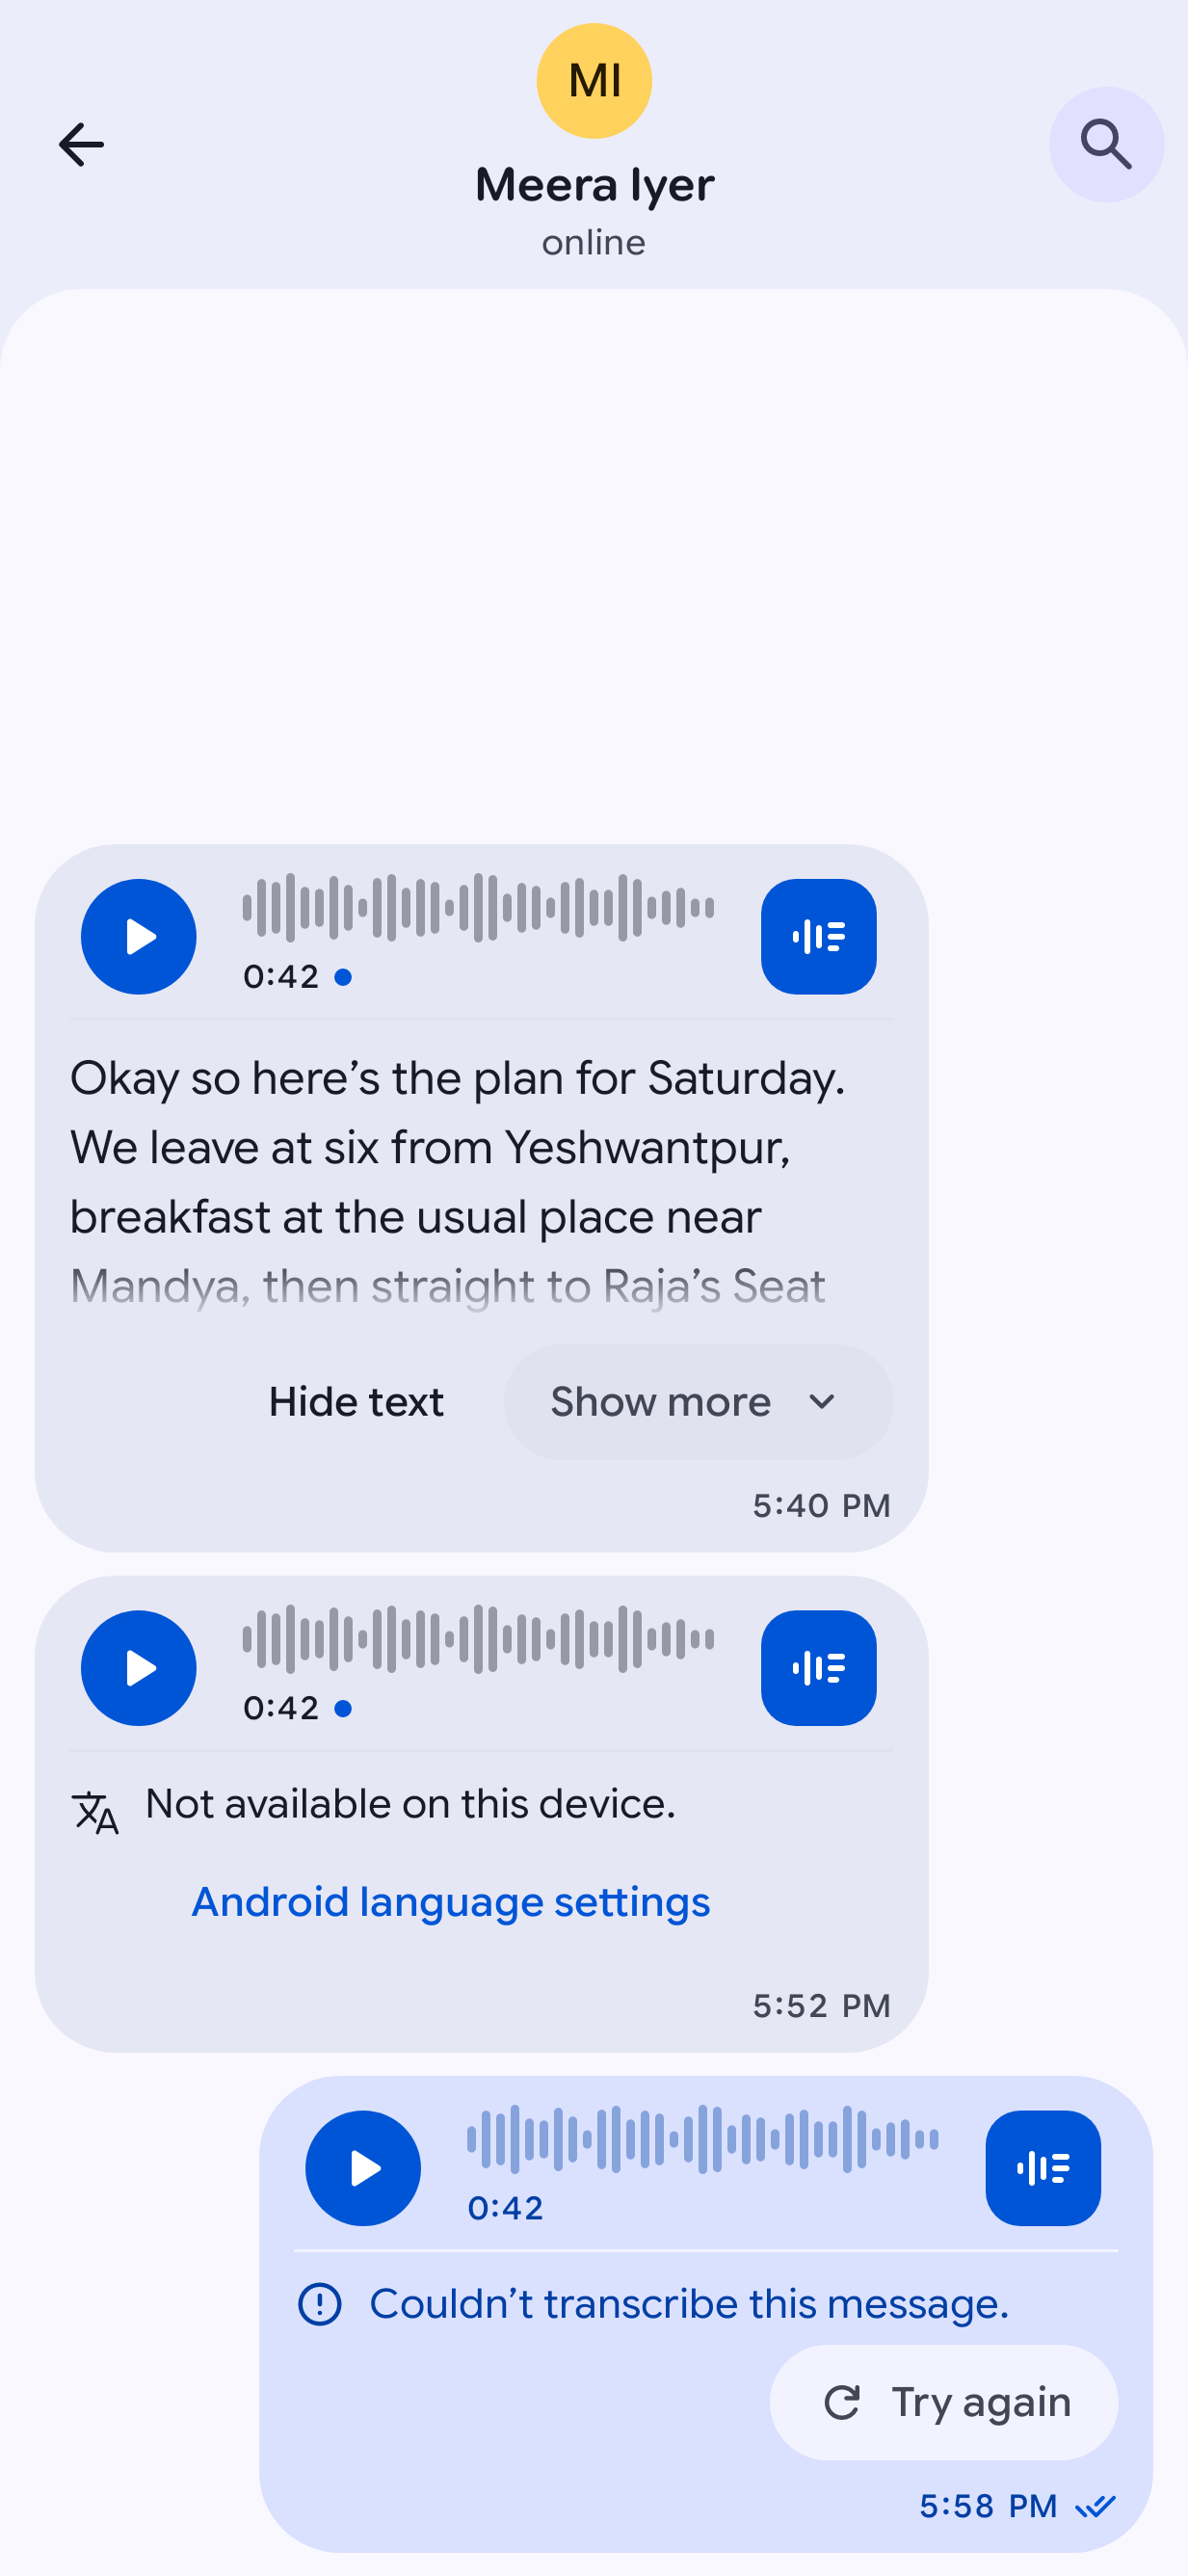 MI
Meera Iyer
online
0:42
Okay so here’s the plan for Saturday.
We leave at six from Yeshwantpur,
breakfast at the usual place near
Mandya, then straight to Raja’s Seat
Hide text
Show more
5:40 PM
0:42
Not available on this device.
Android language settings
5:52 PM
0:42
Couldn’t transcribe this message.
Try again
5:58 PM